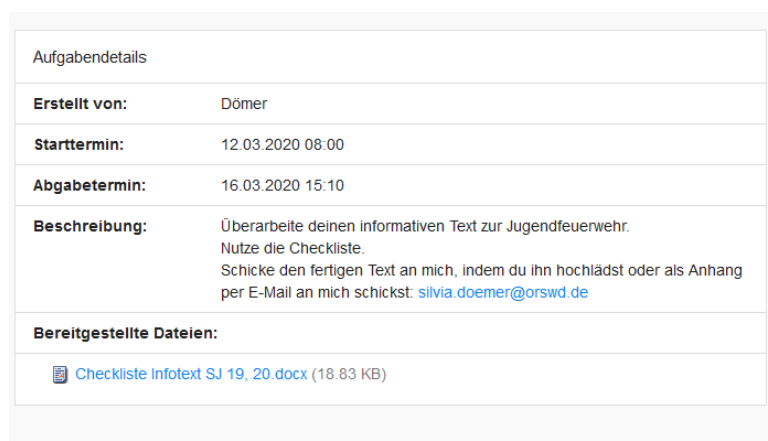 Aufgabendetails
Erstellt von: Dömer
Starttermin: 12.03.2020 08:00
Abgabetermin: 16.03.2020 15:10
Beschreibung: Überarbeite deinen informativen Text zur Jugendfeuerwehr.
Nutze die Checkliste.
Schicke den fertigen Text an mich, indem du ihn hochlädst oder als Anhang
per E-Mail an mich schickst: silvia.doemer@orswd.de
Bereitgestellte Dateien:
Checkliste Infotext SJ 19, 20.docx (18.83 KB)